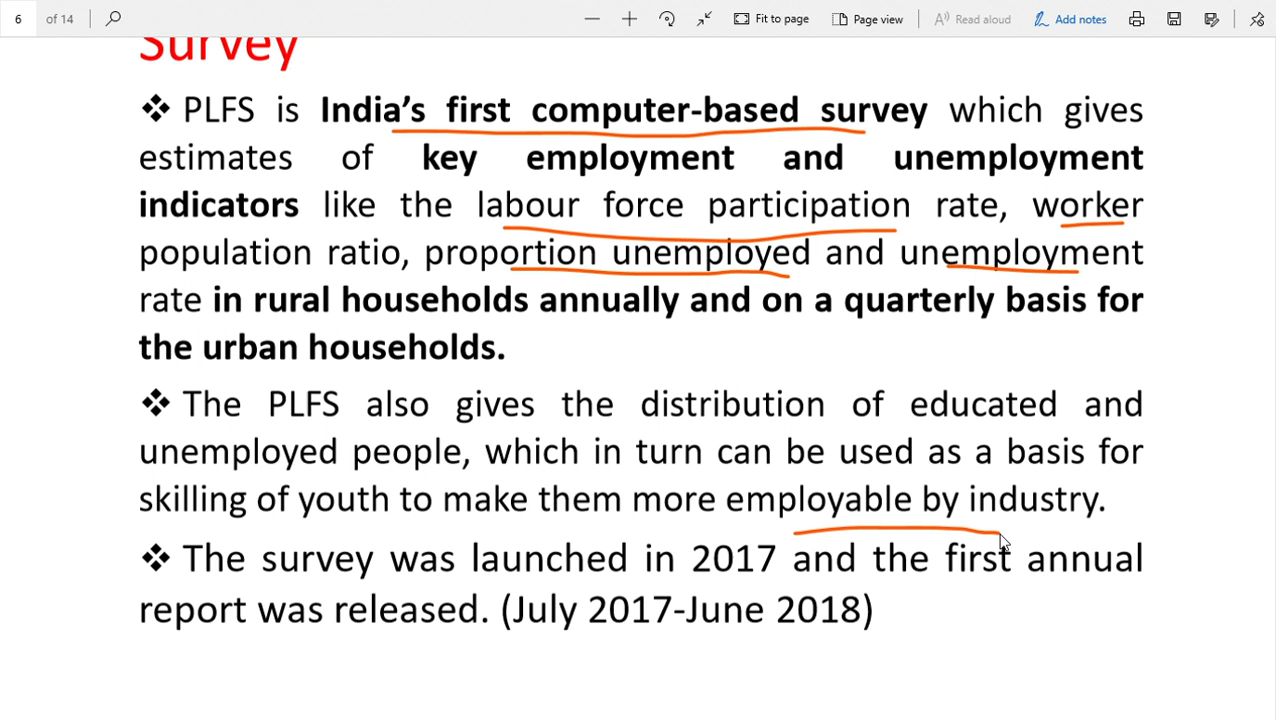 6 of 14 Fit to page Page view Read aloud Add notes
Survey
❖ PLFS is India's first computer-based survey which gives
estimates of key employment and unemployment
indicators like the labour force participation rate, worker
population ratio, proportion unemployed and unemployment
rate in rural households annually and on a quarterly basis for
the urban households.
❖ The PLFS also gives the distribution of educated and
unemployed people, which in turn can be used as a basis for
skilling of youth to make them more employable by industry.
❖ The survey was launched in 2017 and the first annual
report was released. (July 2017-June 2018)